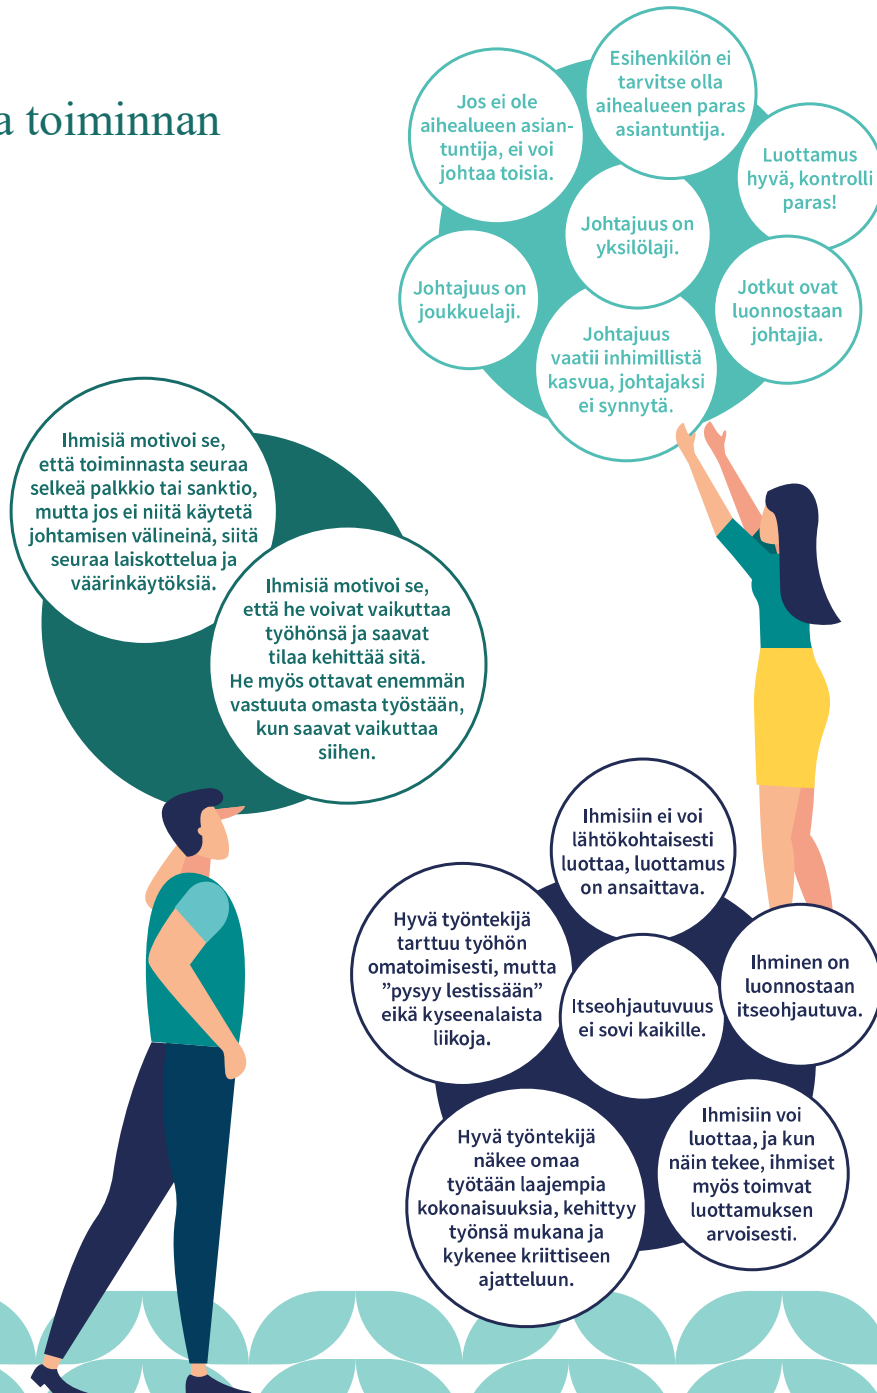 a toiminnan
Esihenkilön ei
tarvitse olla
aihealueen paras
asiantuntija.
Jos ei ole
aihealueen asian-
tuntija, ei voi
johtaa toisia.
Luottamus
hyvä, kontrolli
paras!
Johtajuus on
yksilölaji.
Johtajuus on
joukkuelaji.
Jotkut ovat
luonnostaan
johtajia.
Johtajuus
vaatii inhimillistä
kasvua, johtajaksi
ei synnytä.
Ihmisiä motivoi se,
että toiminnasta seuraa
selkeä palkkio tai sanktio,
mutta jos ei niitä käytetä
johtamisen välineinä, siitä
seuraa laiskottelua ja
väärinkäytöksiä.
Ihmisiä motivoi se,
että he voivat vaikuttaa
työhönsä ja saavat
tilaa kehittää sitä.
He myös ottavat enemmän
vastuuta omasta työstään,
kun saavat vaikuttaa
siihen.
Ihmisiin ei voi
lähtökohtaisesti
luottaa, luottamus
on ansaittava.
Hyvä työntekijä
tarttuu työhön
omatoimisesti, mutta
”pysyy lestissään”
eikä kyseenalaista
liikoja.
Itseohjautuvuus
ei sovi kaikille.
Ihminen on
luonnostaan
itseohjautuva.
Hyvä työntekijä
näkee omaa
työtään laajempia
kokonaisuuksia, kehittyy
työnsä mukana ja
kykenee kriittiseen
ajatteluun.
Ihmisiin voi
luottaa, ja kun
näin tekee, ihmiset
myös toimvat
luottamuksen
arvoisesti.